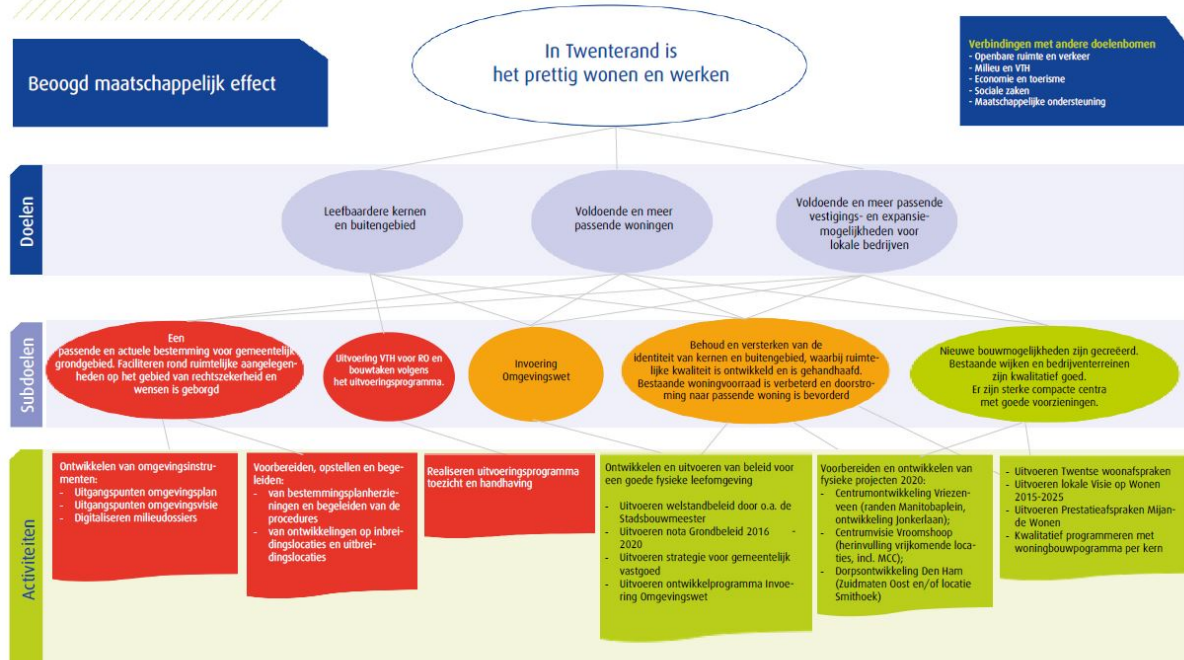 Beoogd maatschappelijk effect
In Twenterand is
het prettig wonen en werken
Verbindingen met andere doelenbomen
- Openbare ruimte en verkeer
- Milieu en VTH
- Economie en toerisme
- Sociale zaken
- Maatschappelijke ondersteuning
Doelen
Leefbaardere kernen
en buitengebied
Voldoende en meer
passende woningen
Voldoende en meer passende
vestigings- en expansie-
mogelijkheden voor
lokale bedrijven
Subdoelen
Een
passende en actuele bestemming voor gemeentelijk
grondgebied. Faciliteren rond ruimtelijke aangelegen-
heden op het gebied van rechtszekerheid en
wensen is geborgd
Uitvoering VTH voor RO en
bouwtaken volgens
het uitvoeringsprogramma.
Invoering
Omgevingswet
Behoud en versterken van de
identiteit van kernen en buitengebied, waarbij ruimte-
lijke kwaliteit is ontwikkeld en is gehandhaafd.
Bestaande woningvoorraad is verbeterd en doorstro-
ming naar passende woning is bevorderd
Nieuwe bouwmogelijkheden zijn gecreëerd.
Bestaande wijken en bedrijventerreinen
zijn kwalitatief goed.
Er zijn sterke compacte centra
met goede voorzieningen.
Activiteiten
Ontwikkelen van omgevingsinstru-
menten:
- Uitgangspunten omgevingsplan
- Uitgangspunten omgevingsvisie
- Digitaliseren milieudossiers
Voorbereiden, opstellen en bege-
leiden:
- van bestemmingsplanherzie-
ningen en begeleiden van de
procedures
- van ontwikkelingen op inbrei-
dingslocaties en uitbrei-
dingslocaties
Realiseren uitvoeringsprogramma
toezicht en handhaving
Ontwikkelen en uitvoeren van beleid voor
een goede fysieke leefomgeving
- Uitvoeren welstandbeleid door o.a. de
Stadsbouwmeester
- Uitvoeren nota Grondbeleid 2016 -
2020
- Uitvoeren strategie voor gemeentelijk
vastgoed
- Uitvoeren ontwikkelprogramma Invoe-
ring Omgevingswet
Voorbereiden en ontwikkelen van
fysieke projecten 2020:
- Centrumontwikkeling Vriezen-
veen (randen Manitobaplein,
ontwikkeling Jonkerlaan);
- Centrumvisie Vroomshoop
(herinvulling vrijkomende loca-
ties, incl. MCC);
- Dorpsontwikkeling Den Ham
(Zuidmaten Oost en/of locatie
Smithoek)
- Uitvoeren Twentse woonafspraken
- Uitvoeren lokale Visie op Wonen
2015-2025
- Uitvoeren Prestatieafspraken Mijan-
de Wonen
- Kwalitatief programmeren met
woningbouwpogramma per kern